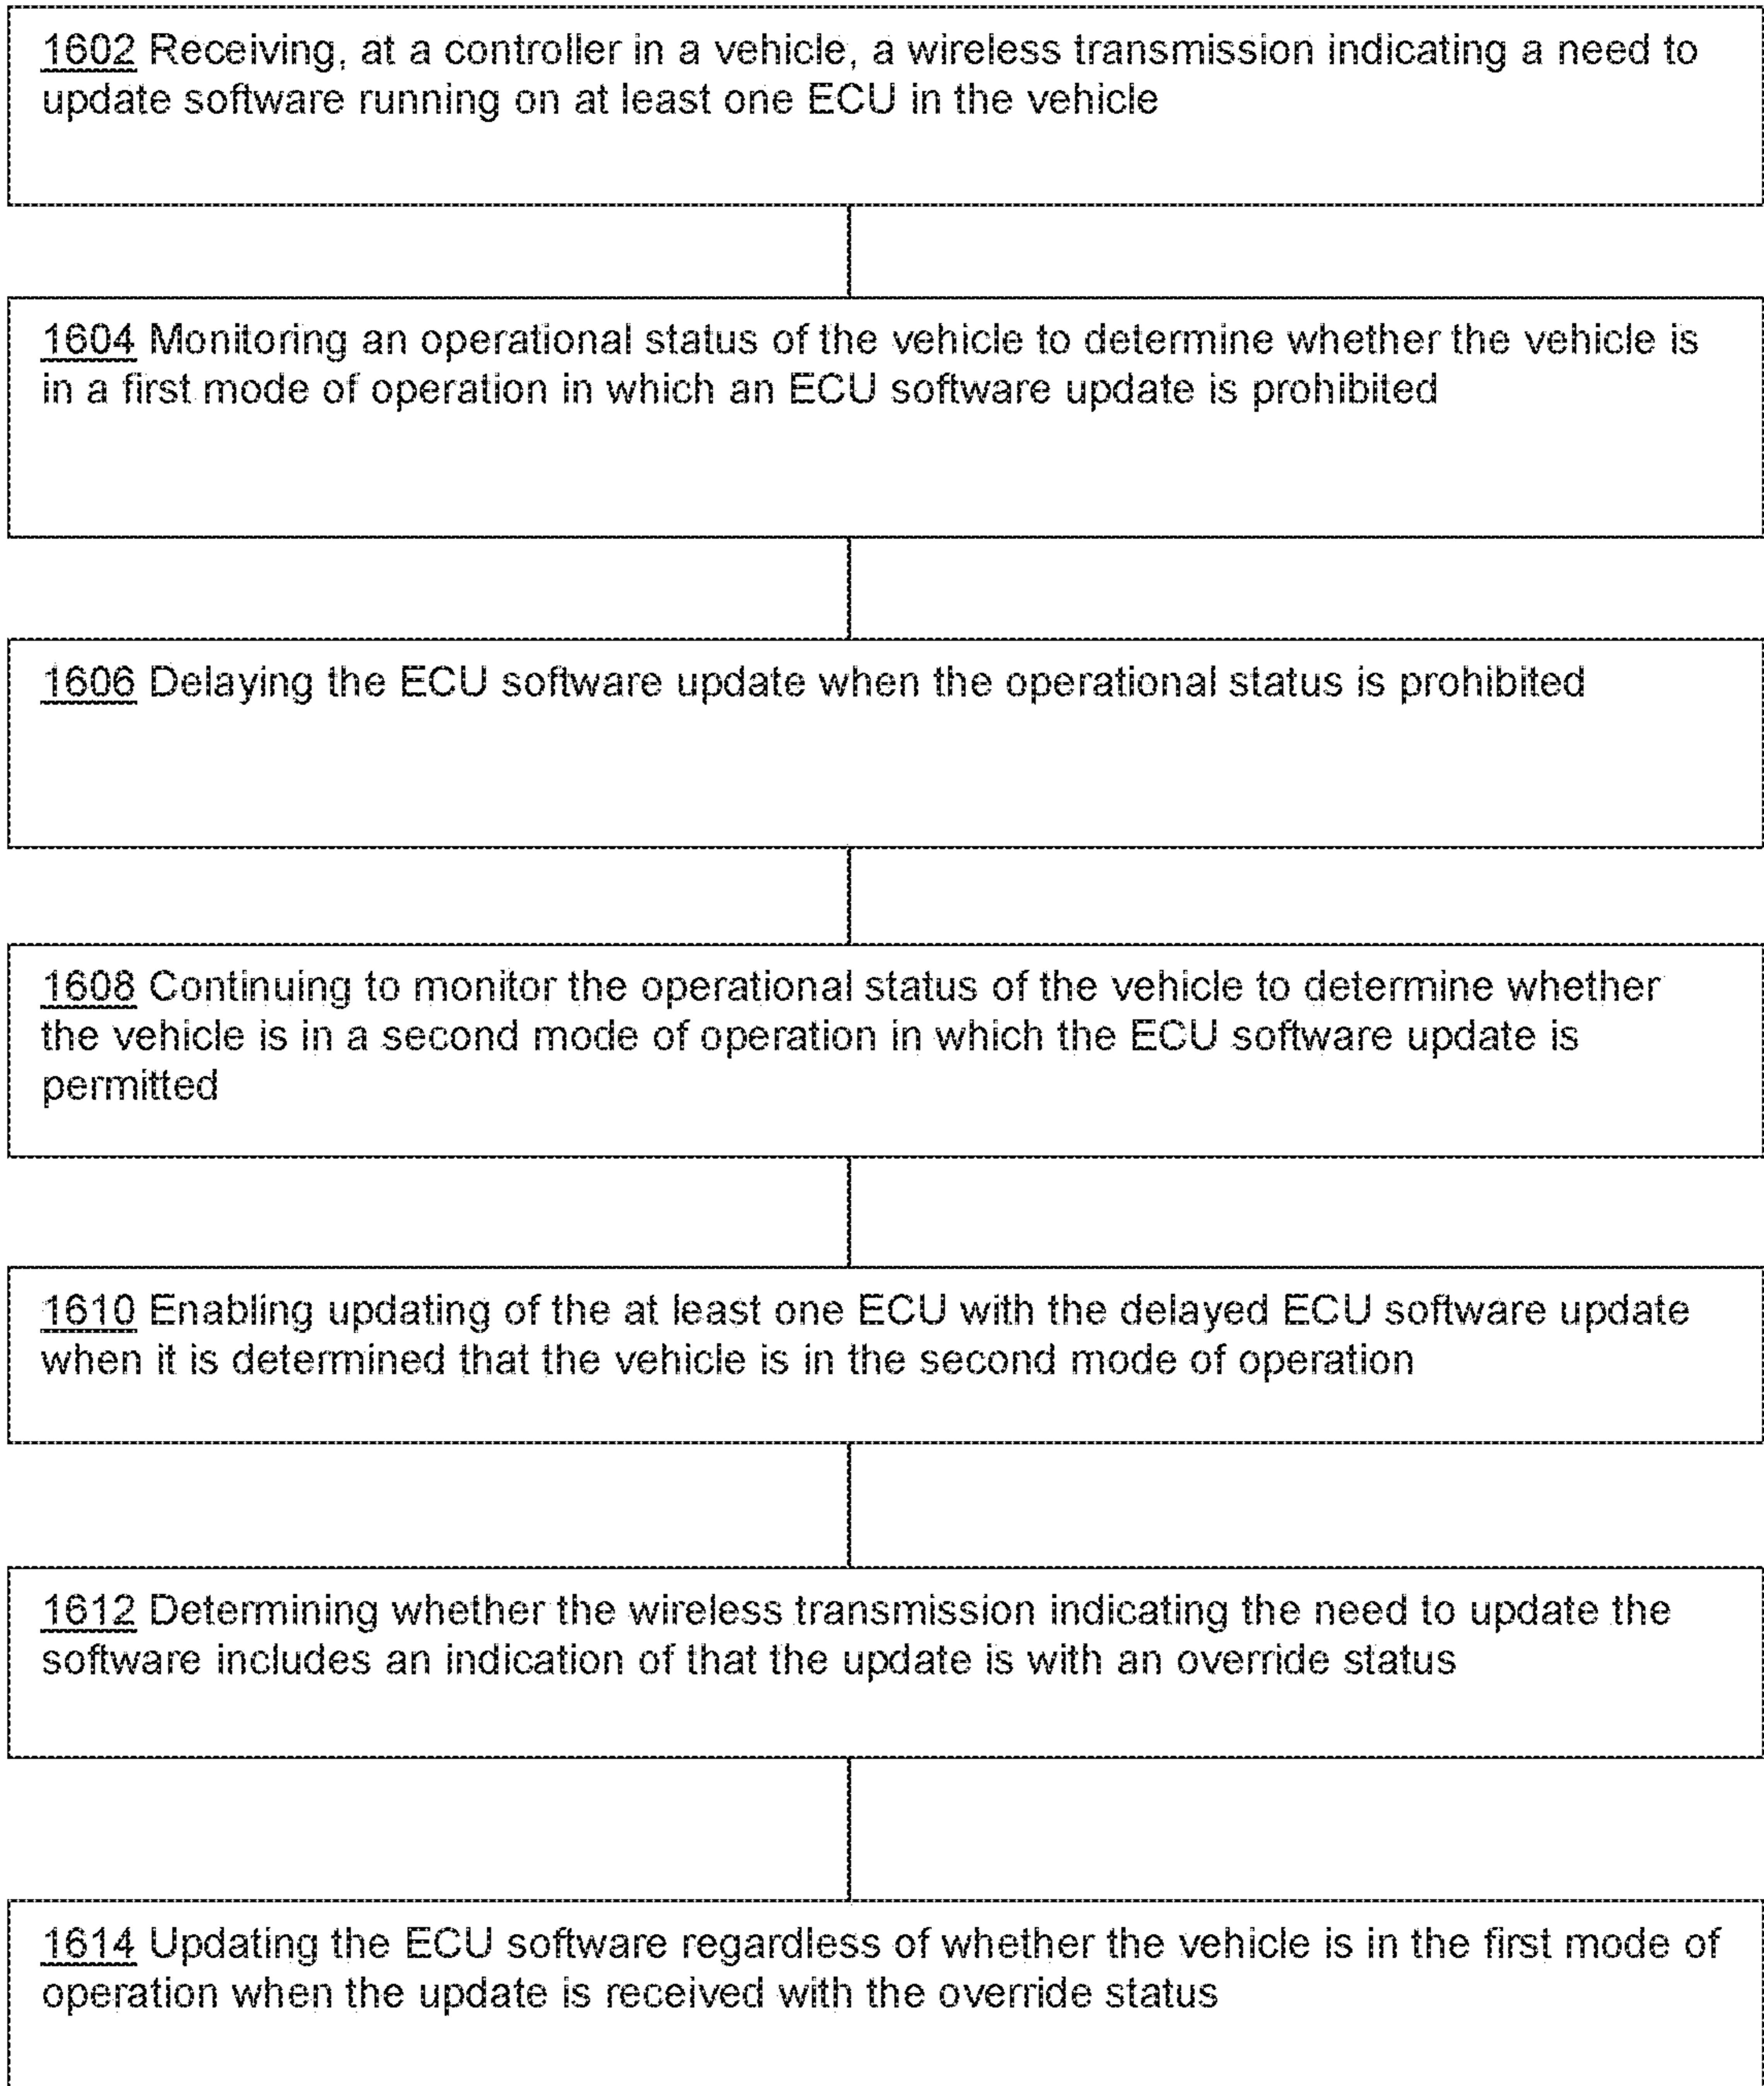 1602 Receiving, at a controller in a vehicle, a wireless transmission indicating a need to
update software running on at least one ECU in the vehicle
1604 Monitoring an operational status of the vehicle to determine whether the vehicle is
in a first mode of operation in which an ECU software update is prohibited
1606 Delaying the ECU software update when the operational status is prohibited
1608 Continuing to monitor the operational status of the vehicle to determine whether
the vehicle is in a second mode of operation in which the ECU software update is
permitted
1610 Enabling updating of the at least one ECU with the delayed ECU software update
when it is determined that the vehicle is in the second mode of operation
1612 Determining whether the wireless transmission indicating the need to update the
software includes an indication of that the update is with an override status
1614 Updating the ECU software regardless of whether the vehicle is in the first mode of
operation when the update is received with the override status